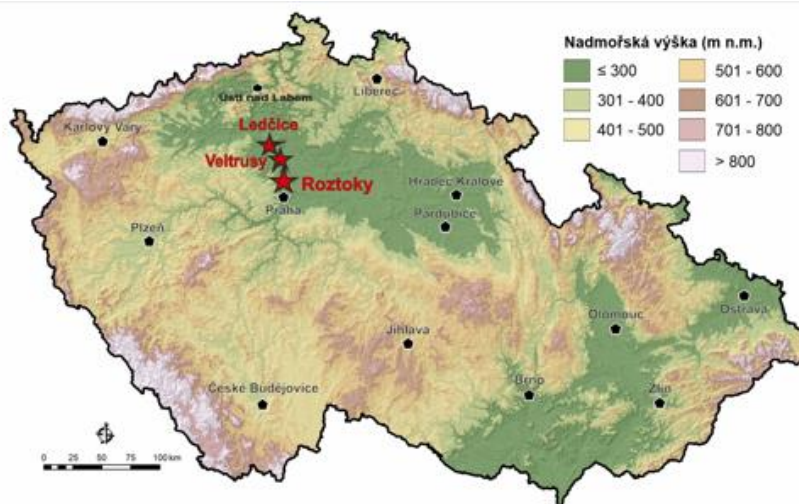 Nadmořská výška (m n.m.)
≤ 300
301 - 400
401 - 500
501 - 600
601 - 700
701 - 800
> 800
Ústí nad Labem
Liberec
Karlovy Vary
Ledčice
Veltrusy
Roztoky
Praha
Hradec Králové
Pardubice
Plzeň
Ostrava
Olomouc
Jihlava
Brno
Zlín
České Budějovice
0 25 50 75 100 km